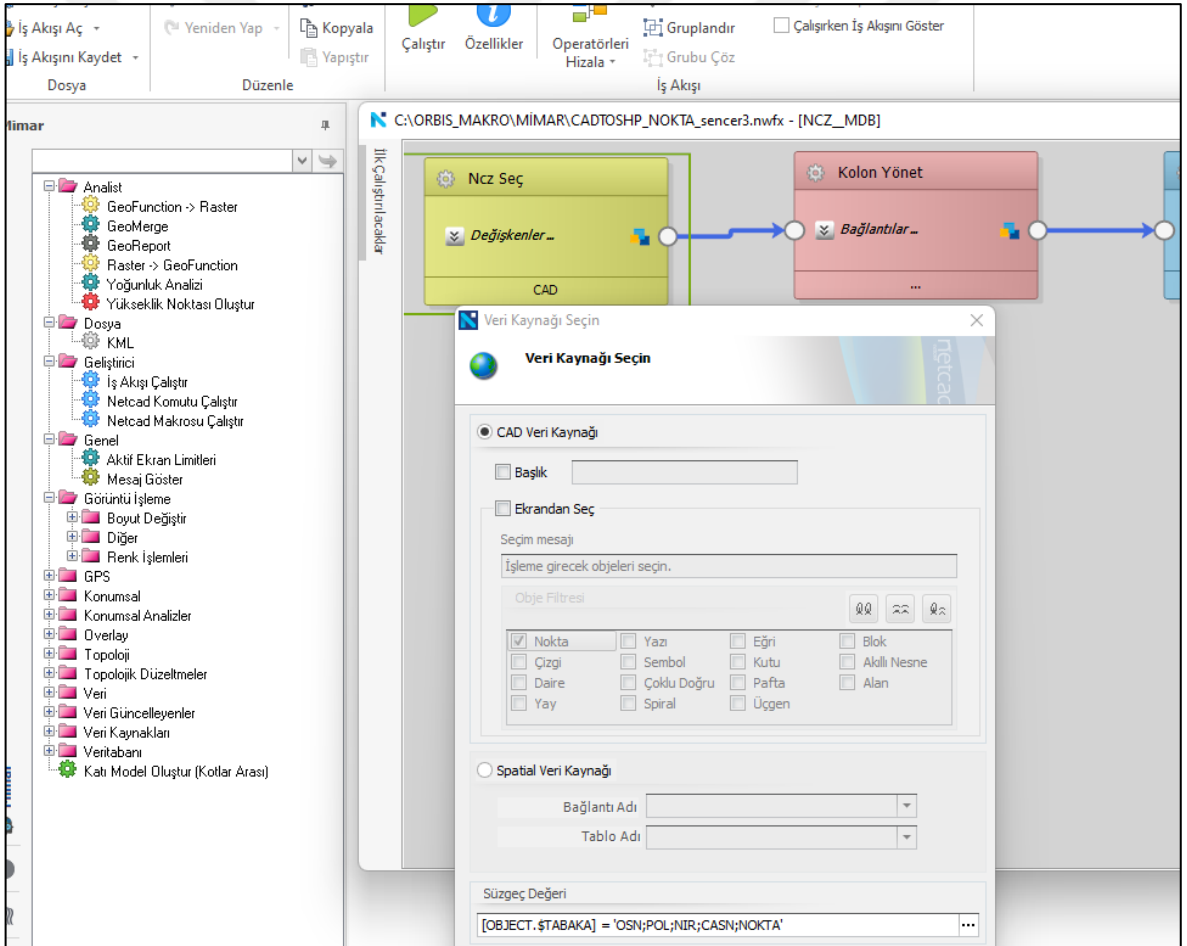 İş Akışı Aç
Yeniden Yap
Kopyala
Çalıştır
Özellikler
Operatörleri
Hizala
Gruplandır
Çalışırken İş Akışını Göster
İş Akışını Kaydet
Yapıştır
Grubu Çöz
Dosya
Düzenle
İş Akışı
Mimar
C:\ORBIS_MAKRO\MİMAR\CADTOSHP_NOKTA_sencer3.nwfx - [NCZ__MDB]
İlkÇalıştırılacaklar
Analist
GeoFunction -> Raster
GeoMerge
GeoReport
Raster -> GeoFunction
Yoğunluk Analizi
Yükseklik Noktası Oluştur
Dosya
KML
Geliştirici
İş Akışı Çalıştır
Netcad Komutu Çalıştır
Netcad Makrosu Çalıştır
Genel
Aktif Ekran Limitleri
Mesaj Göster
Görüntü İşleme
Boyut Değiştir
Diğer
Renk İşlemleri
GPS
Konumsal
Konumsal Analizler
Overlay
Topoloji
Topolojik Düzeltmeler
Veri
Veri Güncelleyenler
Veri Kaynakları
Veritabanı
Katı Model Oluştur (Kotlar Arası)
Ncz Seç
Değişkenler...
CAD
Kolon Yönet
Bağlantılar...
...
Veri Kaynağı Seçin
Veri Kaynağı Seçin
netcad
CAD Veri Kaynağı
Başlık
Ekrandan Seç
Seçim mesajı
İşleme girecek objeleri seçin.
Obje Filtresi
Nokta Yazı Eğri Blok
Çizgi Sembol Kutu Akıllı Nesne
Daire Çoklu Doğru Pafta Alan
Yay Spiral Üçgen
Spatial Veri Kaynağı
Bağlantı Adı
Tablo Adı
Süzgeç Değeri
[OBJECT.$TABAKA] = 'OSN;POL;NIR;CASN;NOKTA'
...